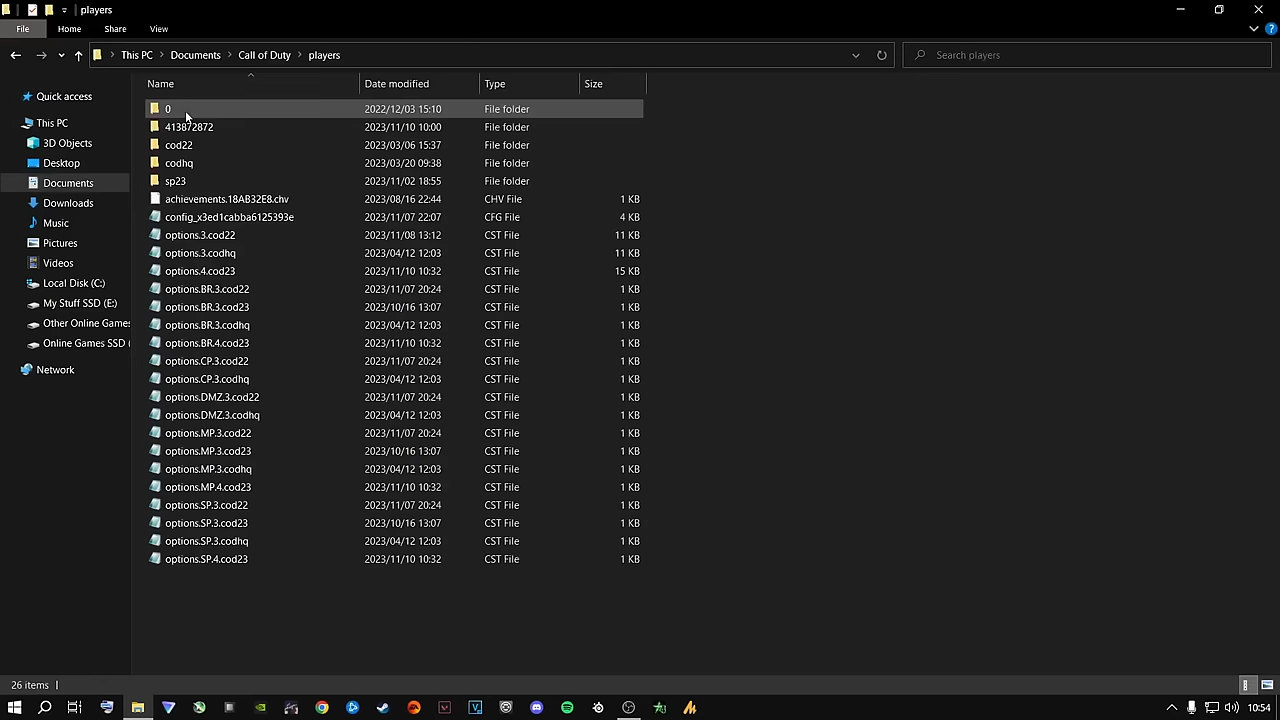 players
File Home Share View
This PC Documents Call of Duty players Search players
Name Date modified Type Size
Quick access
This PC
3D Objects
Desktop
Documents
Downloads
Music
Pictures
Videos
Local Disk (C:)
My Stuff SSD (E:)
Other Online Games
Online Games SSD (
Network
0 2022/12/03 15:10 File folder
413872872 2023/11/10 10:00 File folder
cod22 2023/03/06 15:37 File folder
codhq 2023/03/20 09:38 File folder
sp23 2023/11/02 18:55 File folder
achievements.18AB32E8.chv 2023/08/16 22:44 CHV File 1 KB
config_x3ed1cabba6125393e 2023/11/07 22:07 CFG File 4 KB
options.3.cod22 2023/11/08 13:12 CST File 11 KB
options.3.codhq 2023/04/12 12:03 CST File 11 KB
options.4.cod23 2023/11/10 10:32 CST File 15 KB
options.BR.3.cod22 2023/11/07 20:24 CST File 1 KB
options.BR.3.cod23 2023/10/16 13:07 CST File 1 KB
options.BR.3.codhq 2023/04/12 12:03 CST File 1 KB
options.BR.4.cod23 2023/11/10 10:32 CST File 1 KB
options.CP.3.cod22 2023/11/07 20:24 CST File 1 KB
options.CP.3.codhq 2023/04/12 12:03 CST File 1 KB
options.DMZ.3.cod22 2023/11/07 20:24 CST File 1 KB
options.DMZ.3.codhq 2023/04/12 12:03 CST File 1 KB
options.MP.3.cod22 2023/11/07 20:24 CST File 1 KB
options.MP.3.cod23 2023/10/16 13:07 CST File 1 KB
options.MP.3.codhq 2023/04/12 12:03 CST File 1 KB
options.MP.4.cod23 2023/11/10 10:32 CST File 1 KB
options.SP.3.cod22 2023/11/07 20:24 CST File 1 KB
options.SP.3.cod23 2023/10/16 13:07 CST File 1 KB
options.SP.3.codhq 2023/04/12 12:03 CST File 1 KB
options.SP.4.cod23 2023/11/10 10:32 CST File 1 KB
26 items
10:54